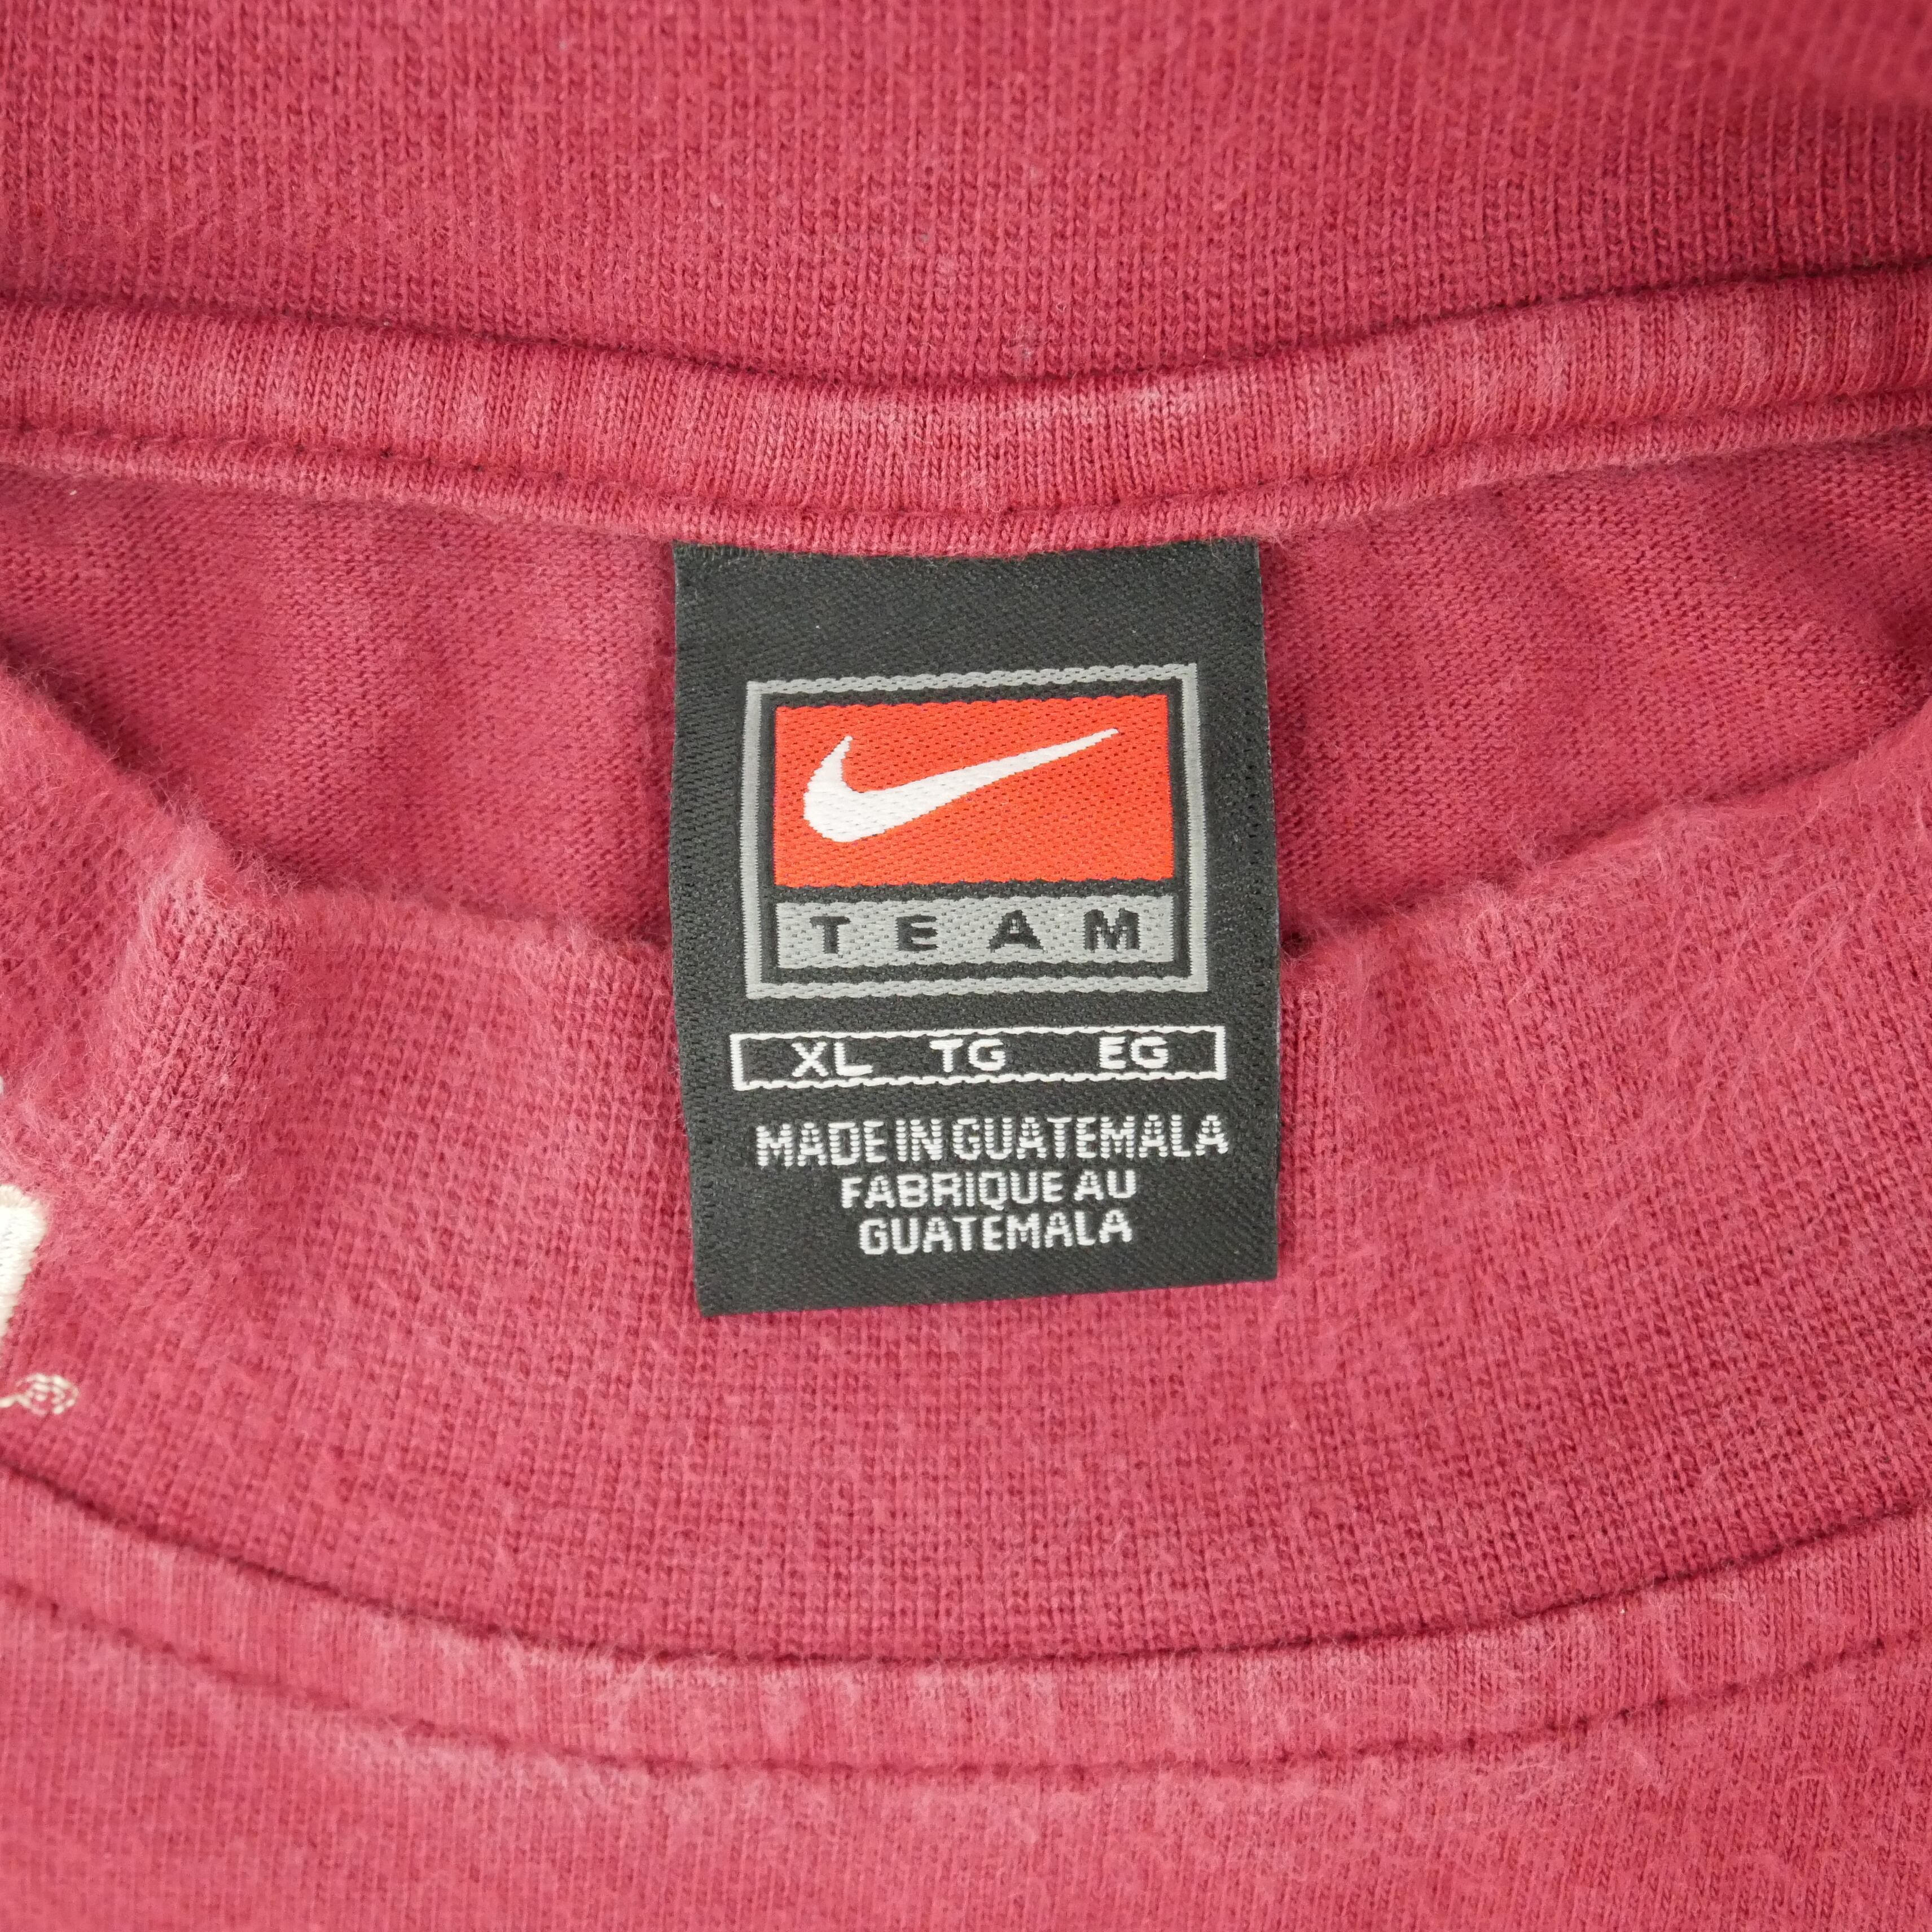 TEAM
XL TG EG
MADE IN GUATEMALA
FABRIQUE AU
GUATEMALA